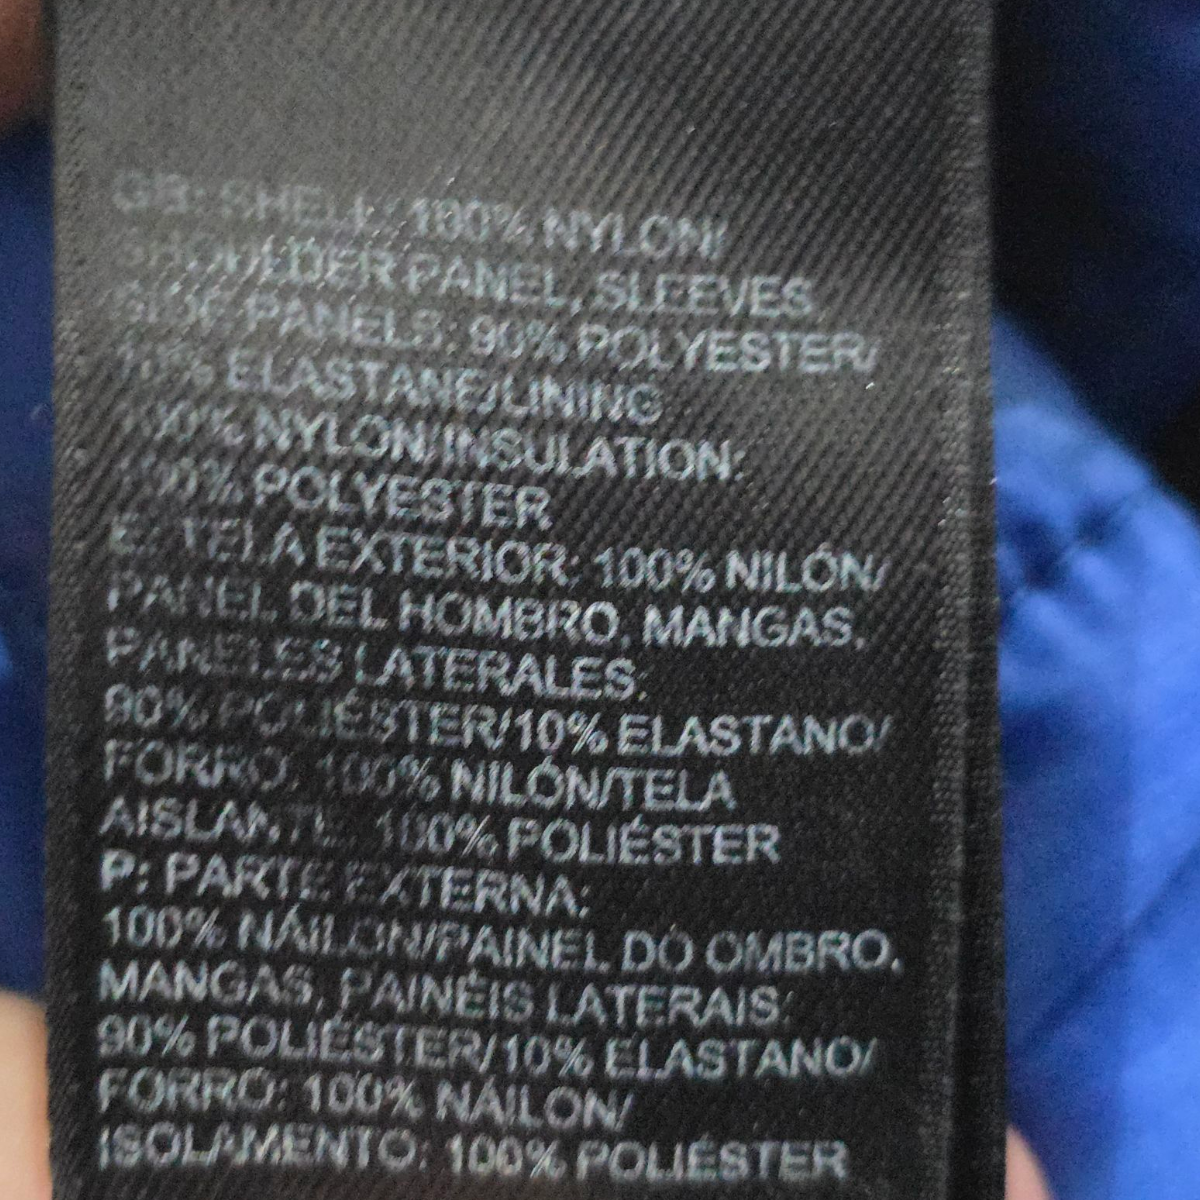 GB: SHELL: 100% NYLON/
SHOULDER PANEL, SLEEVES,
SIDE PANELS: 90% POLYESTER/
10% ELASTANE/LINING
100% NYLON/INSULATION:
100% POLYESTER
E: TELA EXTERIOR: 100% NILÓN/
PANEL DEL HOMBRO, MANGAS,
PANELES LATERALES:
90% POLIÉSTER/10% ELASTANO/
FORRO: 100% NILÓN/TELA
AISLANTE: 100% POLIÉSTER
P: PARTE EXTERNA:
100% NÁILON/PAINEL DO OMBRO,
MANGAS, PAINÉIS LATERAIS:
90% POLIÉSTER/10% ELASTANO/
FORRO: 100% NÁILON/
ISOLAMENTO: 100% POLIÉSTER